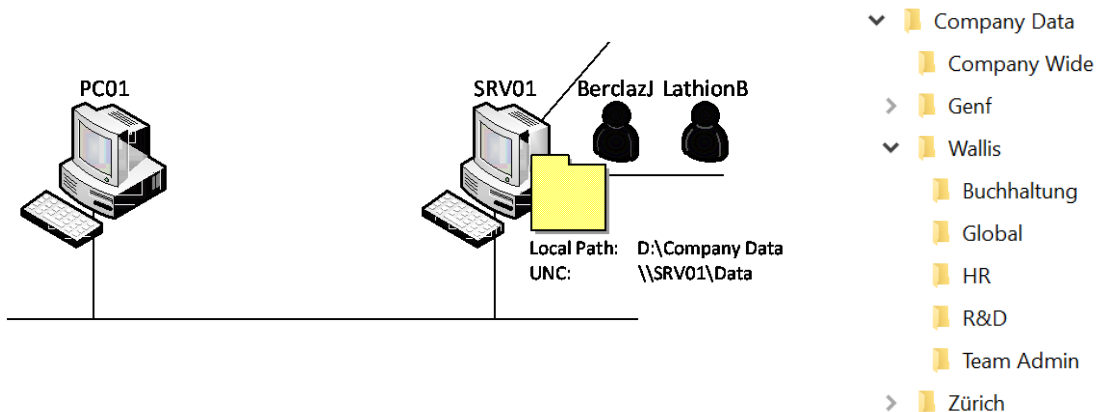 PC01
SRV01
BerclazJ LathionB
Local Path: D:\Company Data
UNC: \\SRV01\Data
Company Data
Company Wide
Genf
Wallis
Buchhaltung
Global
HR
R&D
Team Admin
Zürich